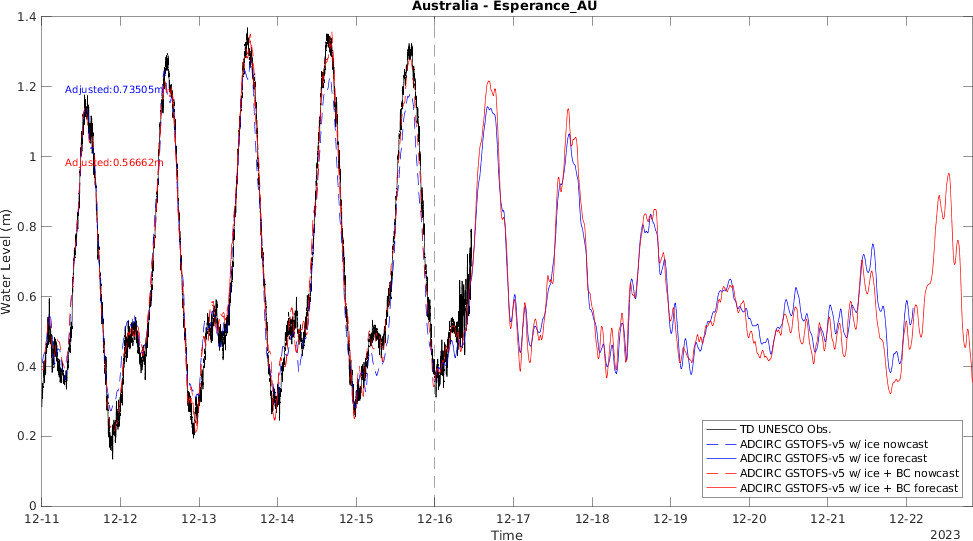 Australia - Esperance_AU
1.4
1.2
1
0.8
0.6
0.4
0.2
0
Water Level (m)
Adjusted:0.73505m
Adjusted:0.56662m
TD UNESCO Obs.
ADCIRC GSTOFS-v5 w/ ice nowcast
ADCIRC GSTOFS-v5 w/ ice forecast
ADCIRC GSTOFS-v5 w/ ice + BC nowcast
ADCIRC GSTOFS-v5 w/ ice + BC forecast
12-11 12-12 12-13 12-14 12-15 12-16 12-17 12-18 12-19 12-20 12-21 12-22
Time
2023